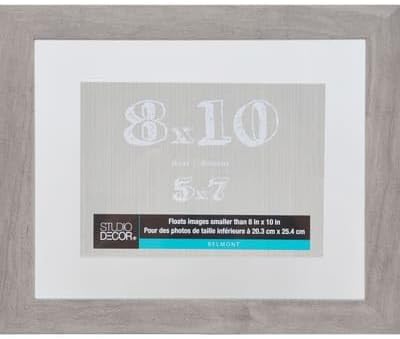 8x10
5x7
STUDIO
DECOR®
Floats images smaller than 8 in x 10 in
Pour des photos de taille inférieure à 20.3 cm x 25.4 cm
BELMONT